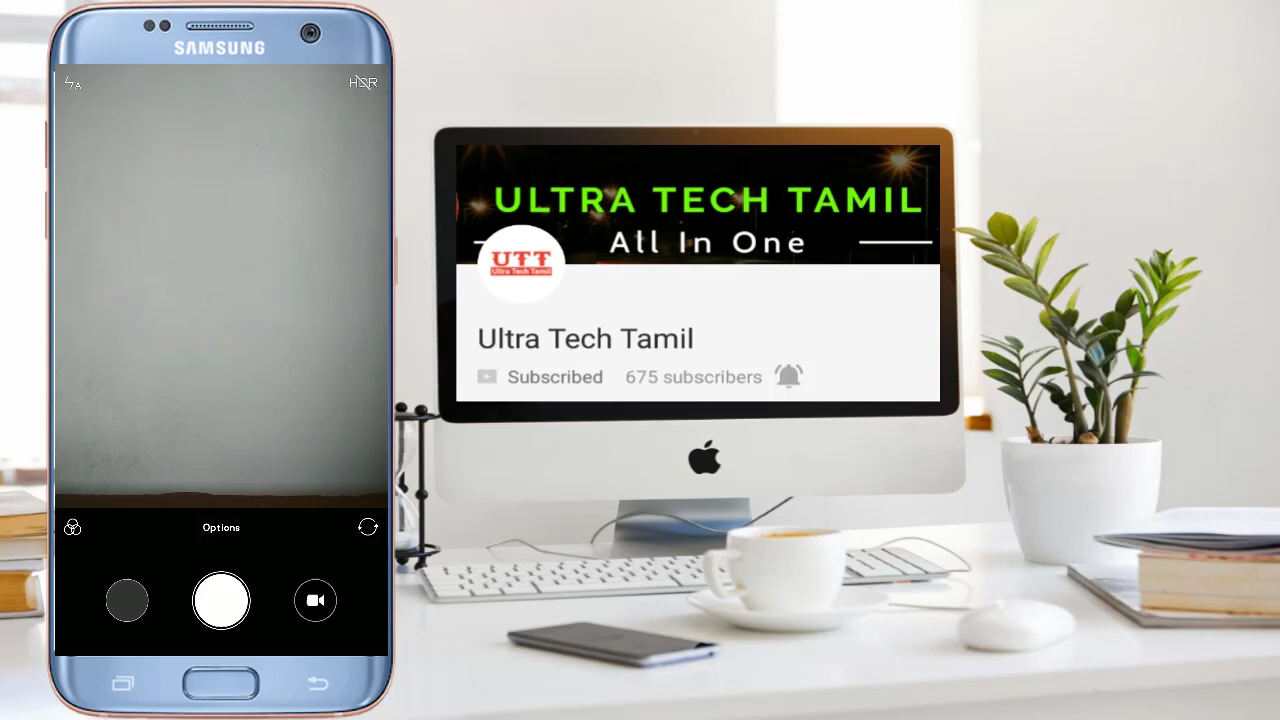 SAMSUNG
HDR
Options
ULTRA TECH TAMIL
All In One
UTT
Ultra Tech Tamil
Ultra Tech Tamil
Subscribed 675 subscribers